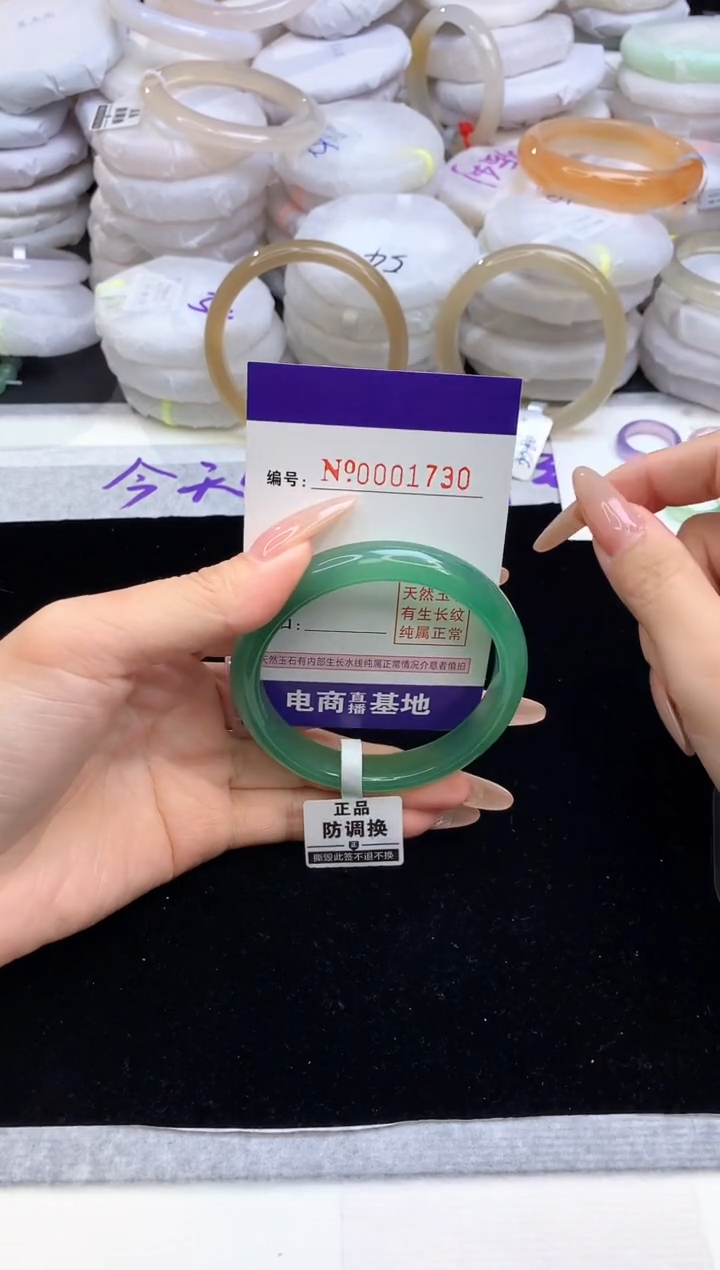 54
今天
编号: Nº0001730
天然玉
有生长纹
纯属正常
口:
天然玉石有内部生长水线纯属正常情况介意者慎拍
电商直播基地
正品
防调换
撕毁此签不退不换